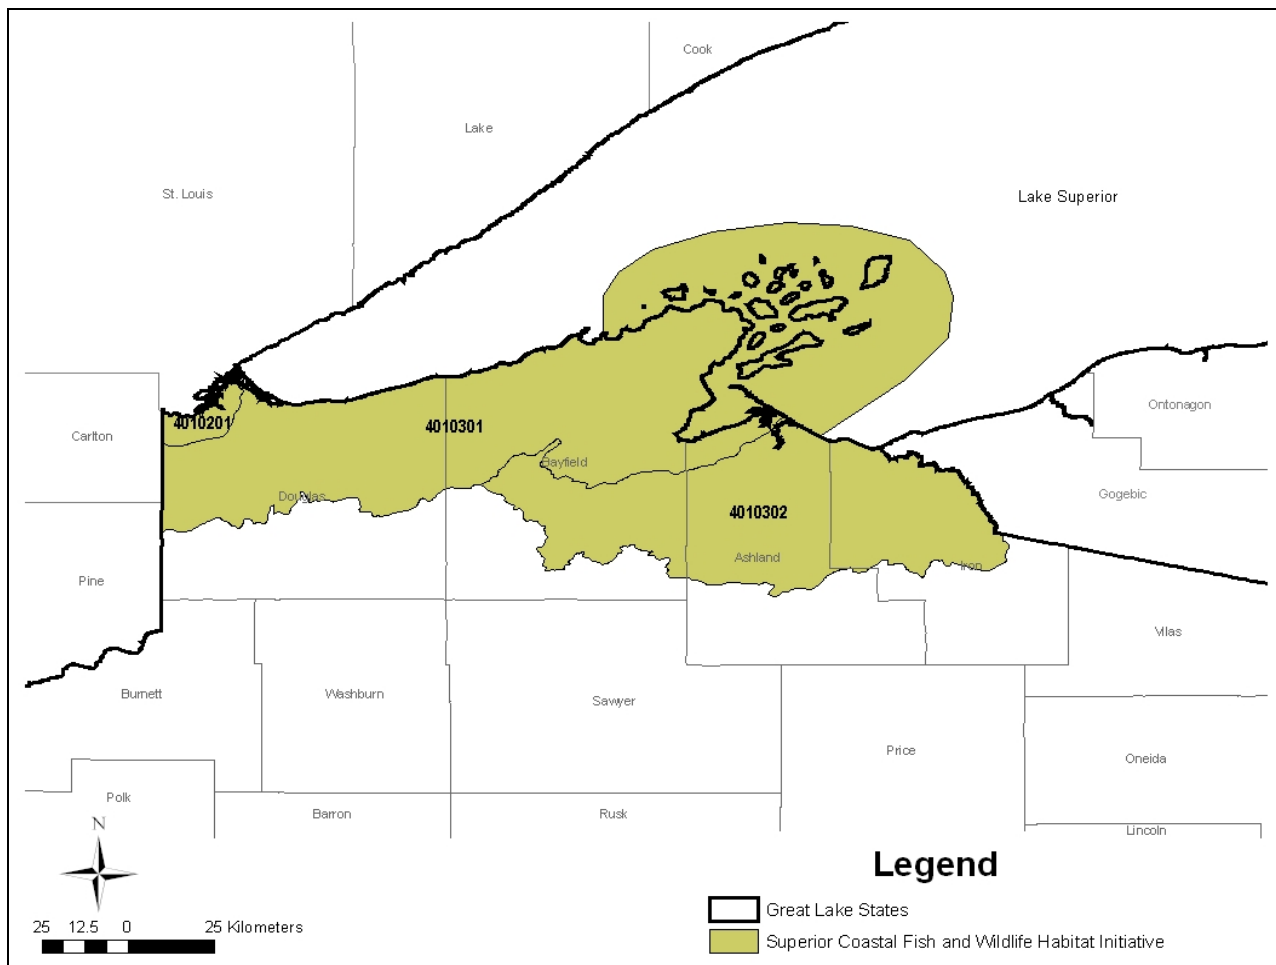 Cook
Lake
St. Louis
Lake Superior
Carlton
4010201
4010301
Ontonagon
Bayfield
Douglas
Gogebic
4010302
Ashland
Iron
Pine
Vilas
Burnett
Washburn
Sawyer
Price
Oneida
Polk
Barron
Rusk
Lincoln
N
Legend
25 12.5 0 25 Kilometers
Great Lake States
Superior Coastal Fish and Wildlife Habitat Initiative